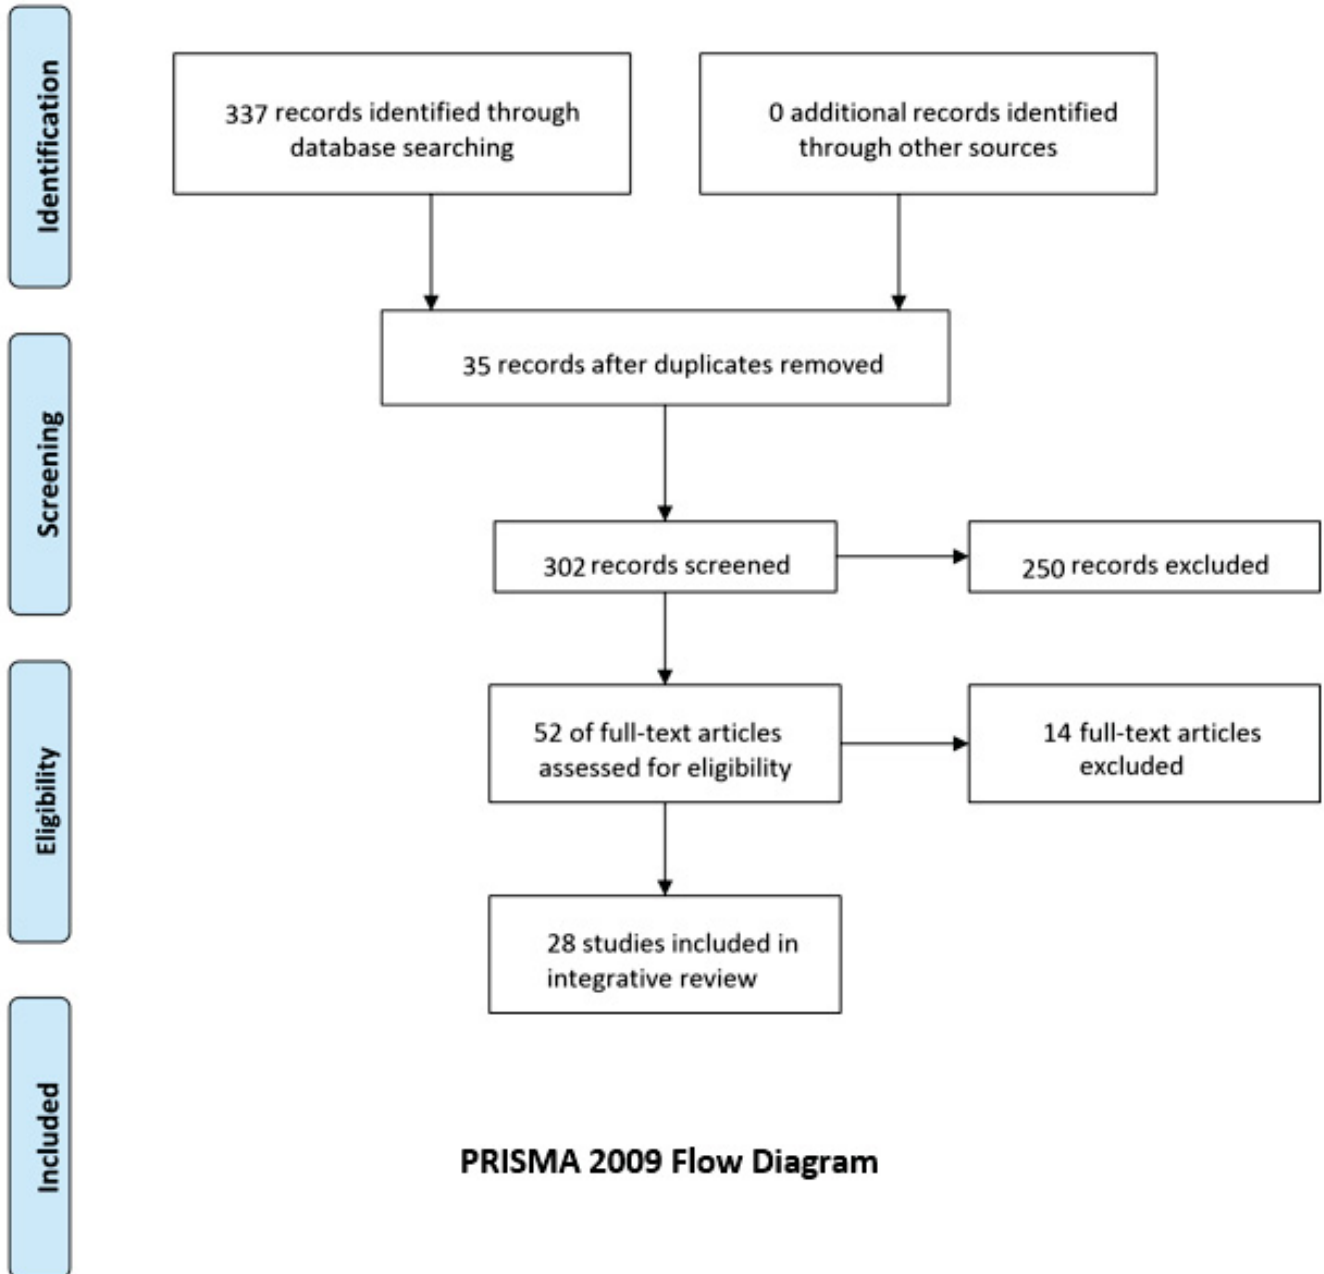 Identification
337 records identified through
database searching
0 additional records identified
through other sources
Screening
35 records after duplicates removed
302 records screened
250 records excluded
Eligibility
52 of full-text articles
assessed for eligibility
14 full-text articles
excluded
28 studies included in
integrative review
Included
PRISMA 2009 Flow Diagram